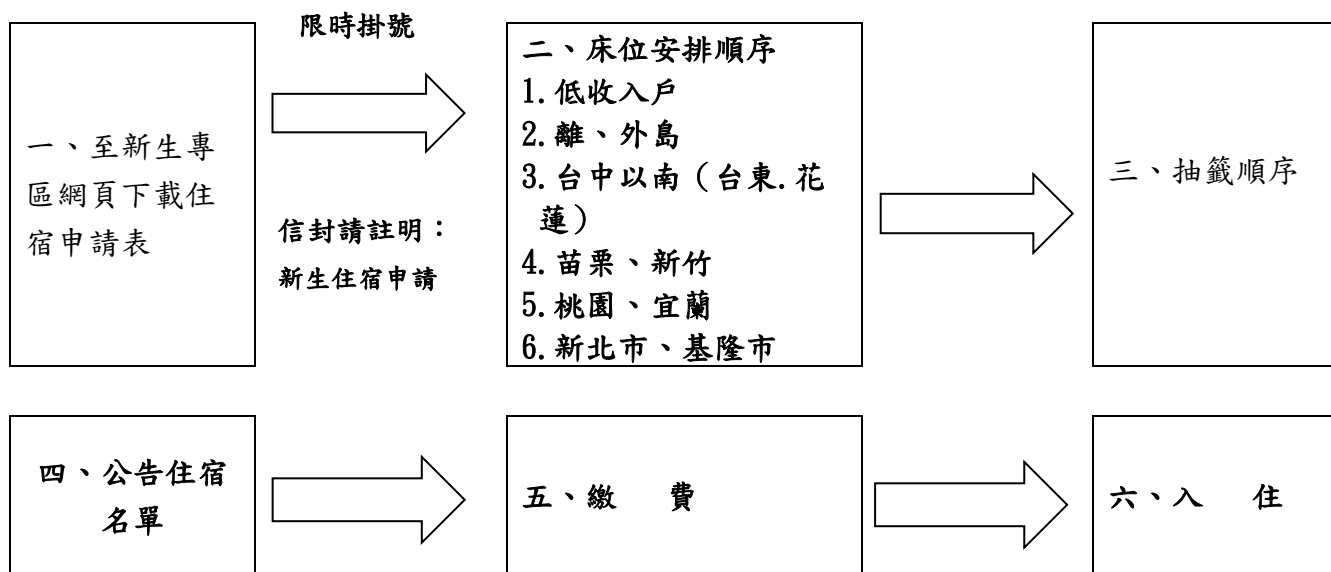 一、至新生專
區網頁下載住
宿申請表
限時掛號
信封請註明：
新生住宿申請
二、床位安排順序
1.低收入戶
2.離、外島
3.台中以南（台東.花
蓮）
4.苗栗、新竹
5.桃園、宜蘭
6.新北市、基隆市
三、抽籤順序
四、公告住宿
名單
五、繳　費
六、入　住